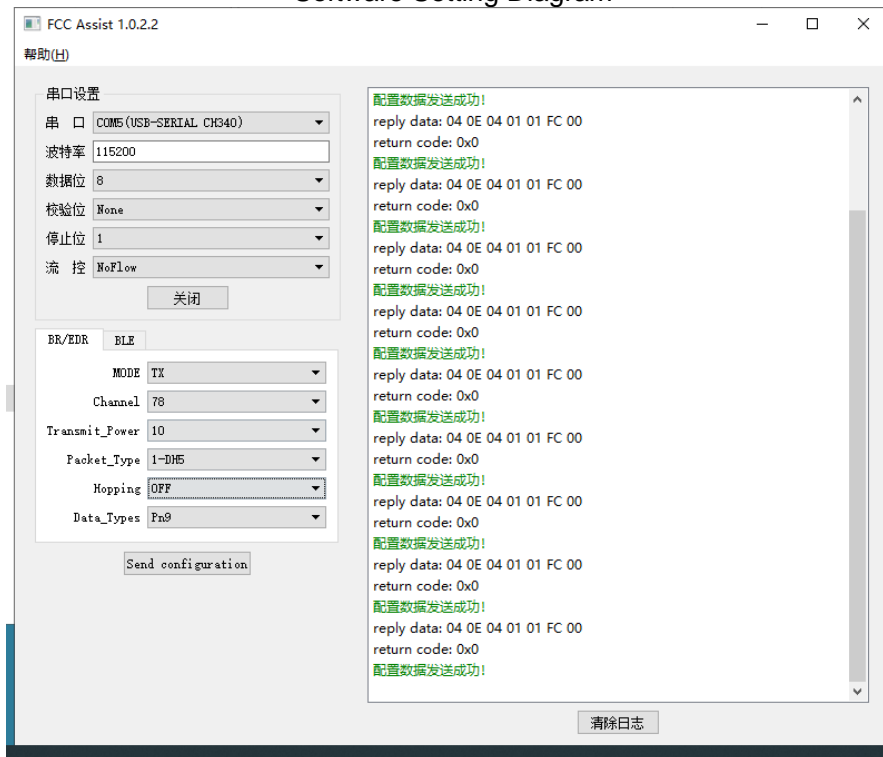 Software Setting Diagram
FCC Assist 1.0.2.2
帮助(H)
串口设置
串 口 COM5(USB-SERIAL CH340)
波特率 115200
数据位 8
校验位 None
停止位 1
流 控 NoFlow
关闭
BR/EDR BLE
MODE TX
Channel 78
Transmit_Power 10
Packet_Type 1-DH5
Hopping OFF
Data_Types Pn9
Send configuration
配置数据发送成功!
reply data: 04 0E 04 01 01 FC 00
return code: 0x0
配置数据发送成功!
reply data: 04 0E 04 01 01 FC 00
return code: 0x0
配置数据发送成功!
reply data: 04 0E 04 01 01 FC 00
return code: 0x0
配置数据发送成功!
reply data: 04 0E 04 01 01 FC 00
return code: 0x0
配置数据发送成功!
reply data: 04 0E 04 01 01 FC 00
return code: 0x0
配置数据发送成功!
reply data: 04 0E 04 01 01 FC 00
return code: 0x0
配置数据发送成功!
reply data: 04 0E 04 01 01 FC 00
return code: 0x0
配置数据发送成功!
reply data: 04 0E 04 01 01 FC 00
return code: 0x0
配置数据发送成功!
reply data: 04 0E 04 01 01 FC 00
return code: 0x0
配置数据发送成功!
清除日志